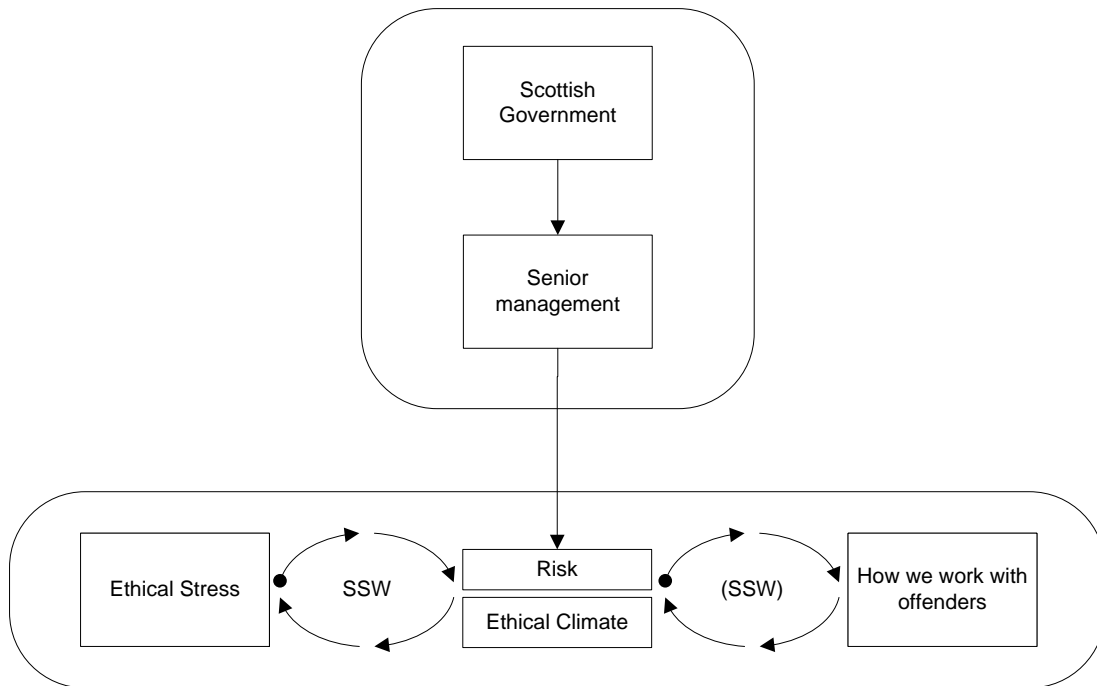 Scottish
Government
Senior
management
Ethical Stress
SSW
Risk
Ethical Climate
(SSW)
How we work with
offenders